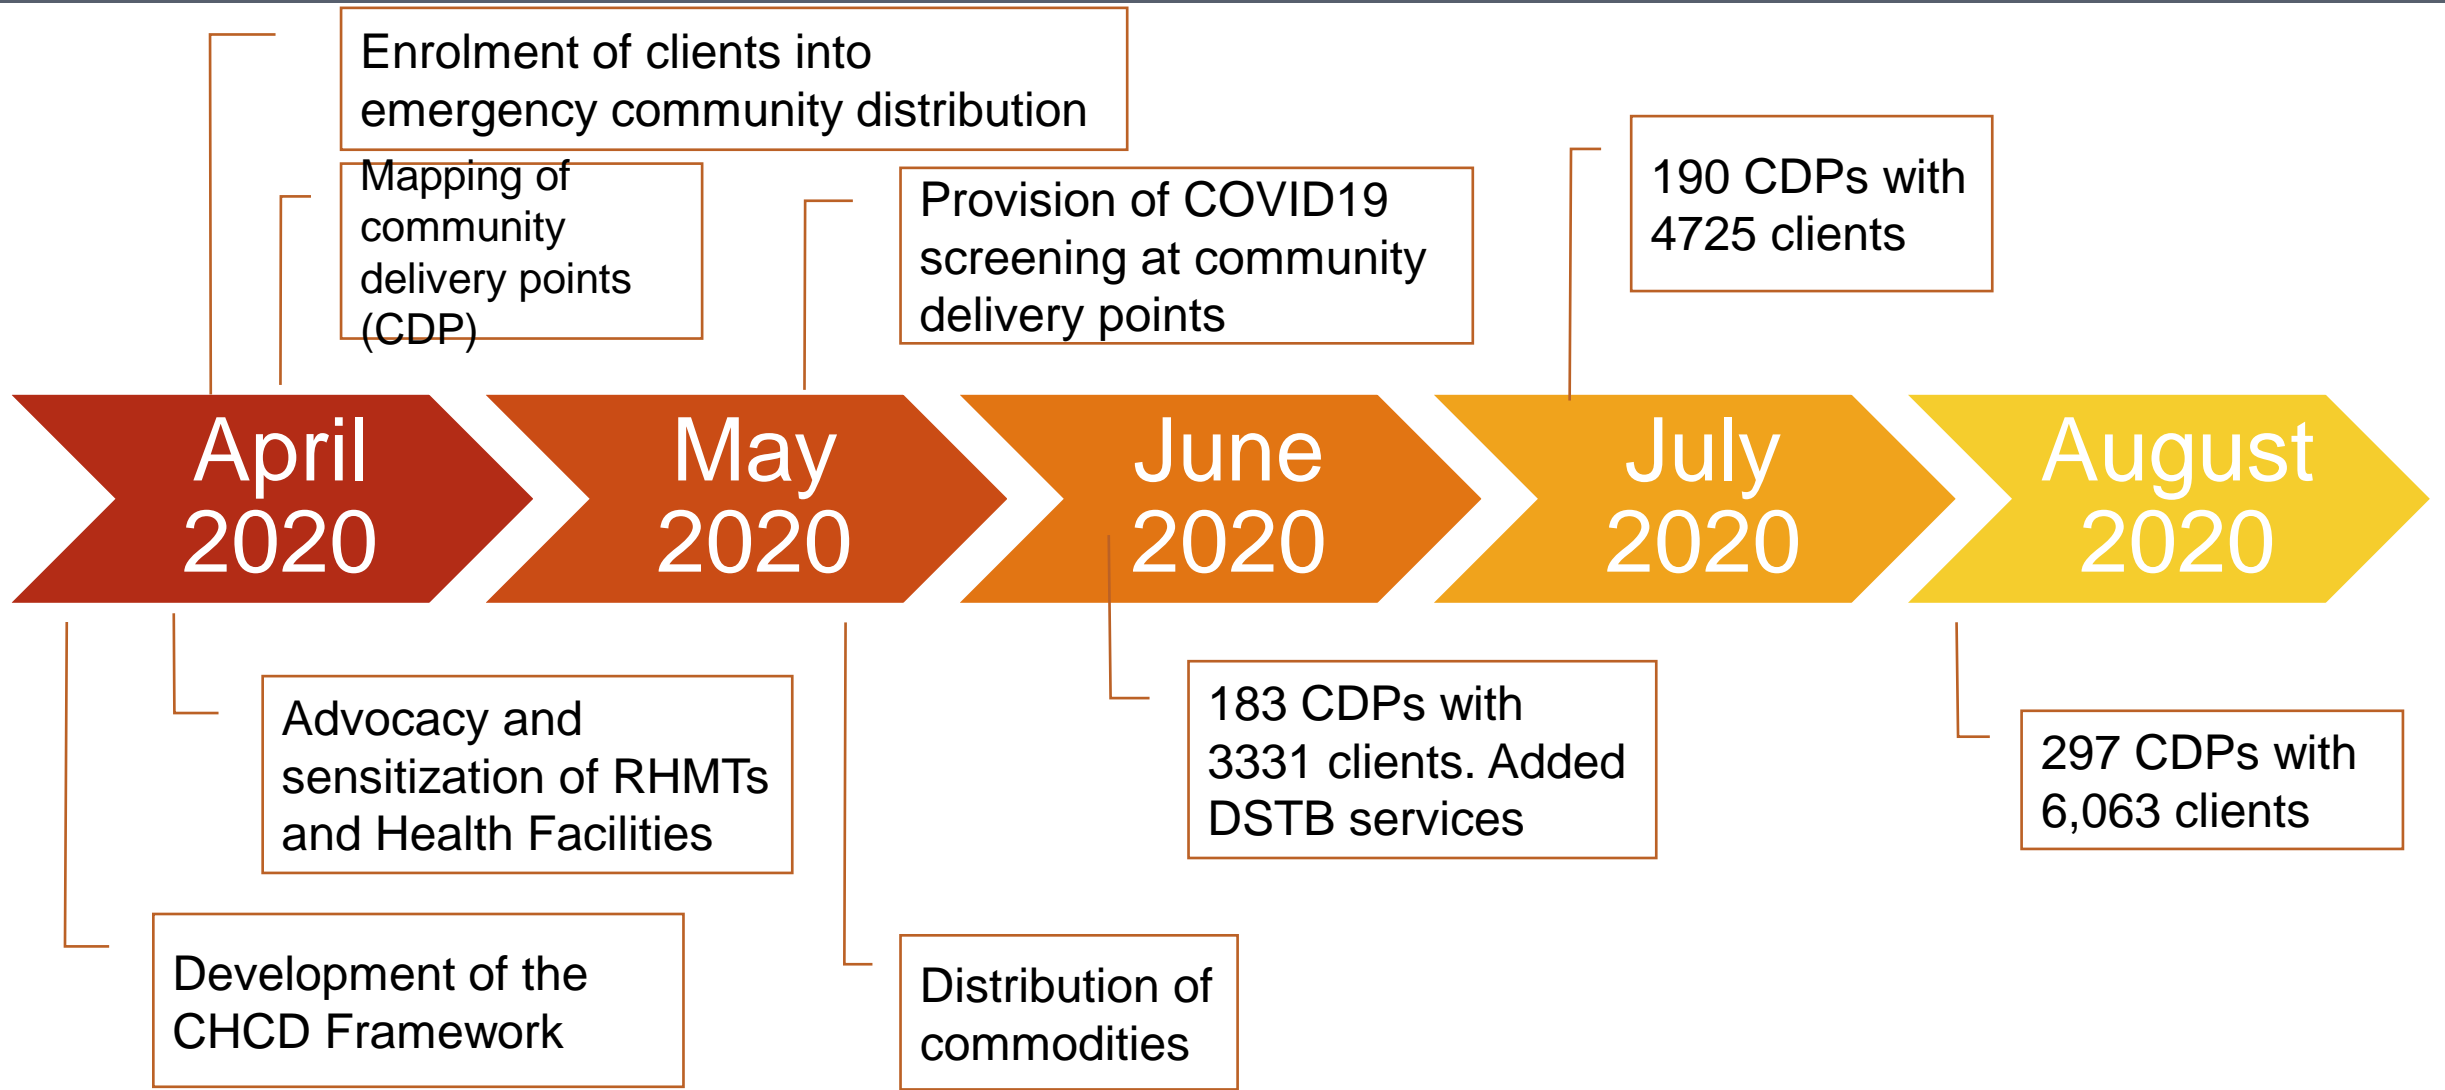 Enrolment of clients into
emergency community distribution
Mapping of
community
delivery points
(CDP)
Provision of COVID19
screening at community
delivery points
190 CDPs with
4725 clients
April
2020
May
2020
June
2020
July
2020
August
2020
Advocacy and
sensitization of RHMTs
and Health Facilities
183 CDPs with
3331 clients. Added
DSTB services
297 CDPs with
6,063 clients
Development of the
CHCD Framework
Distribution of
commodities